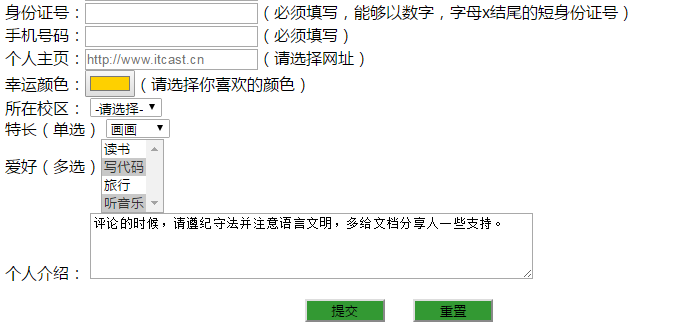 身份证号：（必须填写，能够以数字，字母x结尾的短身份证号）
手机号码：（必须填写）
个人主页：http://www.itcast.cn（请选择网址）
幸运颜色：（请选择你喜欢的颜色）
所在校区： -请选择-
特长（单选） 画画
读书
爱好（多选） 写代码
旅行
听音乐
评论的时候，请遵纪守法并注意语言文明，多给文档分享人一些支持。
个人介绍：
提交 重置